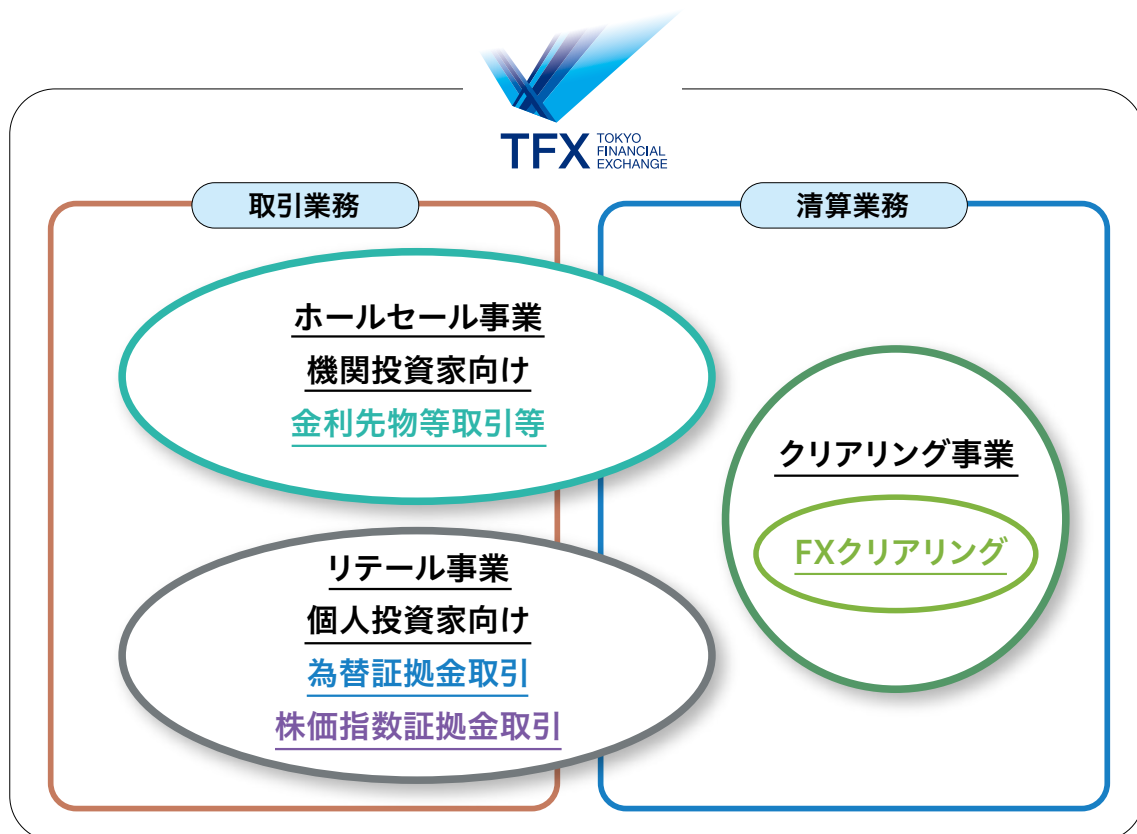 TFX
TOKYO
FINANCIAL
EXCHANGE
取引業務
清算業務
ホールセール事業
機関投資家向け
金利先物等取引等
リテール事業
個人投資家向け
為替証拠金取引
株価指数証拠金取引
クリアリング事業
FXクリアリング